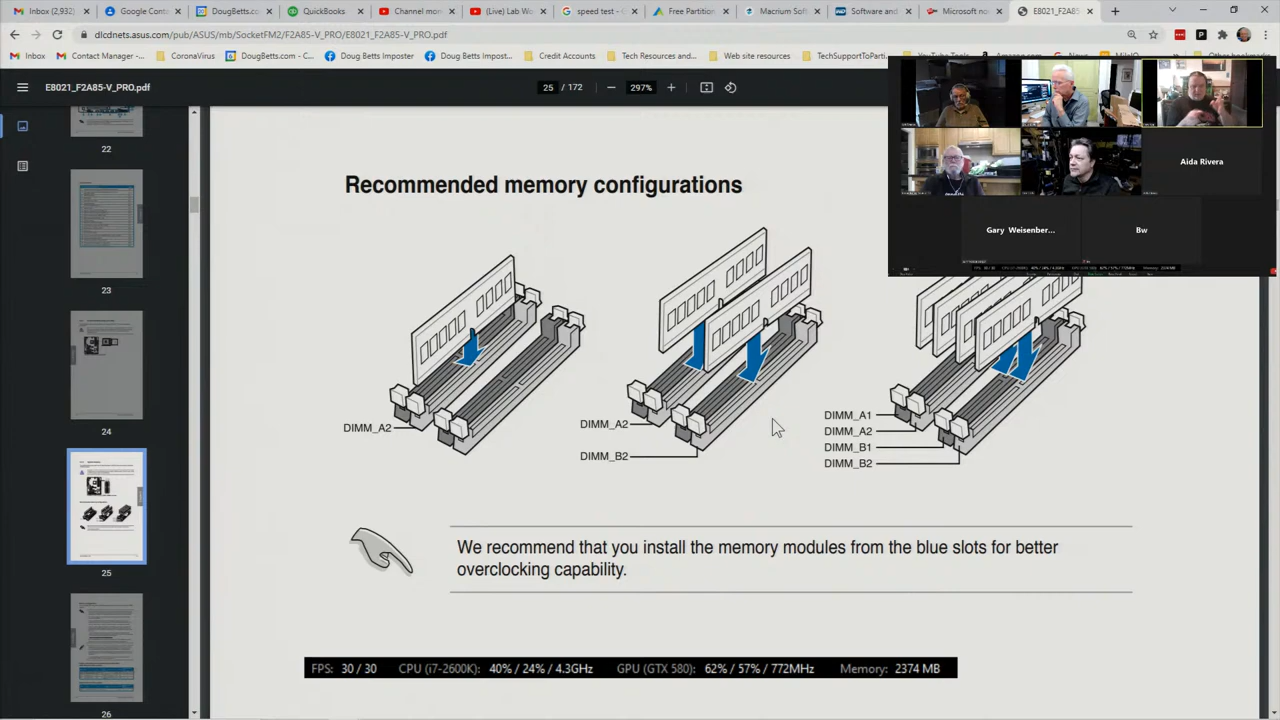 Inbox (2,932)
Google Conta
DougBetts.co
QuickBooks
Channel mon
(Live) Lab Wo
speed test -
Free Partition
Macrium Soft
Software and
Microsoft no
E8021_F2A85
dlcdnets.asus.com/pub/ASUS/mb/SocketFM2/F2A85-V_PRO/E8021_F2A85-V_PRO.pdf
Inbox
Contact Manager -...
CoronaVirus
DougBetts.com - C...
Doug Betts Imposter
Doug Betts Impost...
Credit Accounts
Tech Resources and...
Web site resources
TechSupportToParti...
E8021_F2A85-V_PRO.pdf
25 / 172
297%
22
23
24
25
26
Aida Rivera
Gary Weisenber...
Bw
Recommended memory configurations
DIMM_A2
DIMM_A2
DIMM_B2
DIMM_A1
DIMM_A2
DIMM_B1
DIMM_B2
We recommend that you install the memory modules from the blue slots for better
overclocking capability.
FPS: 30 / 30 CPU (i7-2600K): 40% / 24% / 4.3GHz GPU (GTX 580): 62% / 57% / 772MHz Memory: 2374 MB